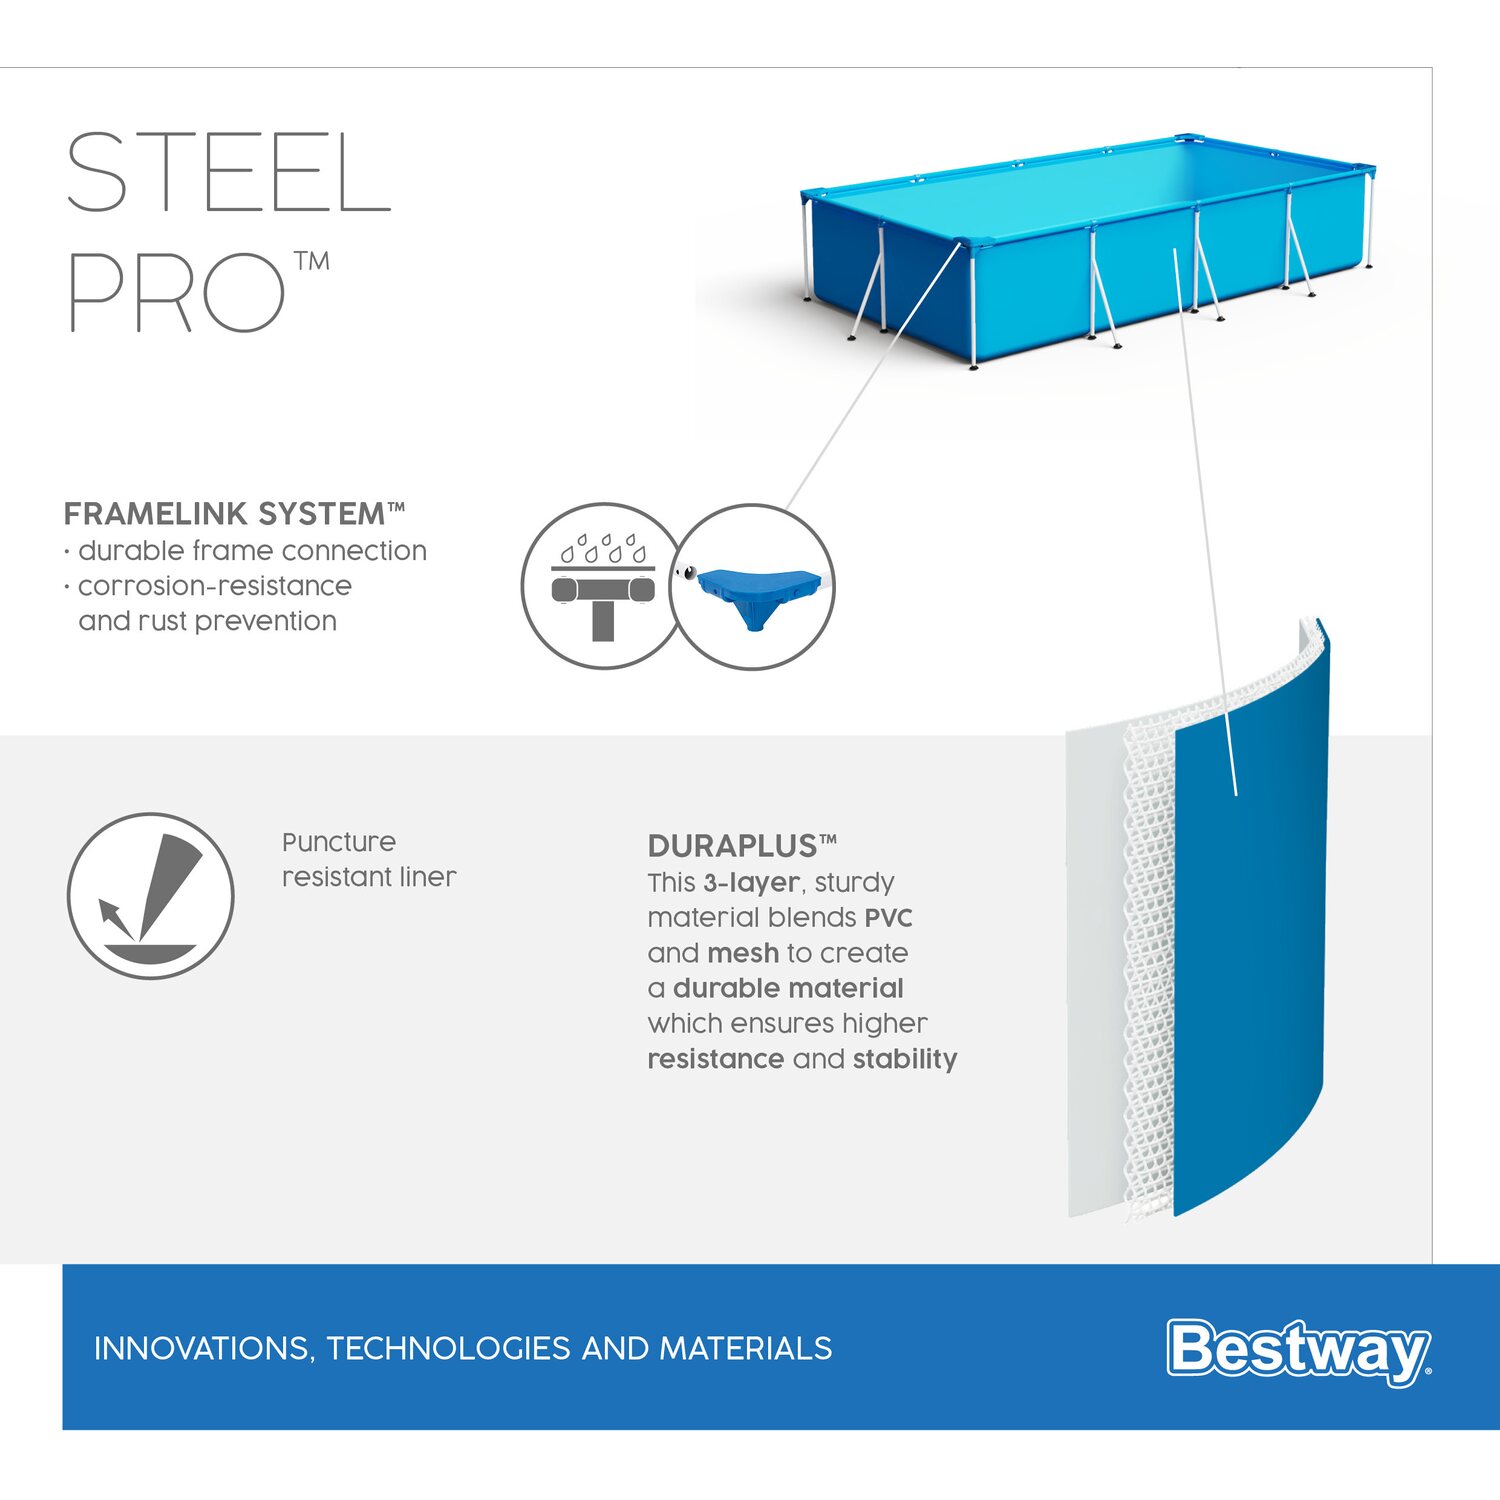 STEEL
PRO™
FRAMELINK SYSTEM™
· durable frame connection
· corrosion-resistance
and rust prevention
Puncture
resistant liner
DURAPLUS™
This 3-layer, sturdy
material blends PVC
and mesh to create
a durable material
which ensures higher
resistance and stability
INNOVATIONS, TECHNOLOGIES AND MATERIALS
Bestway®